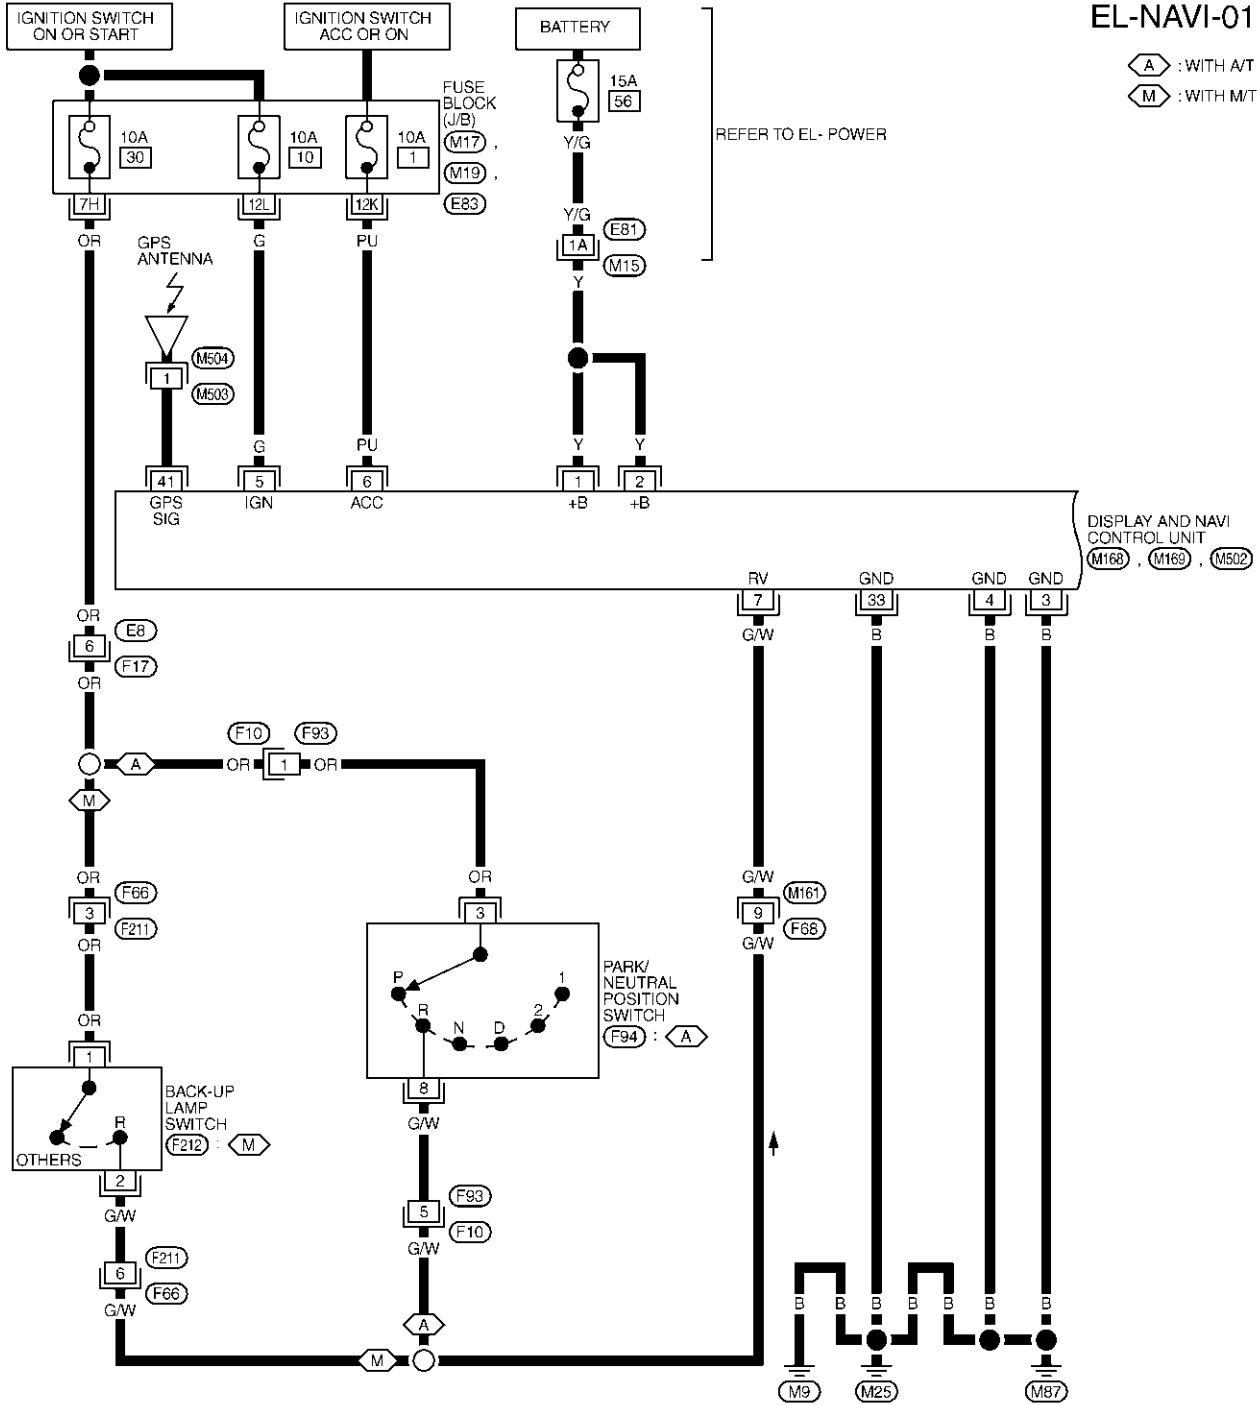 EL-NAVI-01
IGNITION SWITCH
ON OR START
IGNITION SWITCH
ACC OR ON
BATTERY
A : WITH A/T
M : WITH M/T
10A
30
10A
10
10A
1
FUSE
BLOCK
(J/B)
M17 ,
M19 ,
E83
15A
56
REFER TO EL- POWER
Y/G
Y/G
7H
12L
12K
OR
G
PU
1A
E81
M15
Y
GPS
ANTENNA
1
M504
M503
G
PU
Y
Y
41
5
6
1
2
GPS
SIG
IGN
ACC
+B
+B
DISPLAY AND NAVI
CONTROL UNIT
M168 , M169 , M502
RV
GND
GND
GND
7
33
4
3
G/W
B
B
B
OR
6
E8
F17
OR
F10
F93
A
OR
1
OR
M
OR
3
F66
F211
OR
OR
3
G/W
9
M161
F68
G/W
PARK/
NEUTRAL
POSITION
SWITCH
F94 : A
P
R
N
D
2
1
OR
1
8
G/W
BACK-UP
LAMP
SWITCH
F212 : M
R
OTHERS
2
G/W
5
F93
F10
G/W
6
F211
F66
G/W
A
M
B
B
B
B
B
B
B
M9
M25
M87